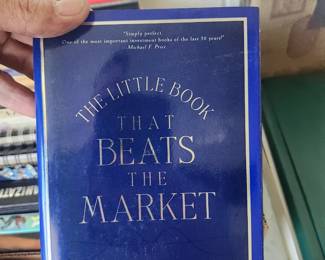 "Simply perfect.
One of the most important investment books of the last 50 years!"
Michael F. Price
THE LITTLE BOOK
THAT
BEATS
THE
MARKET